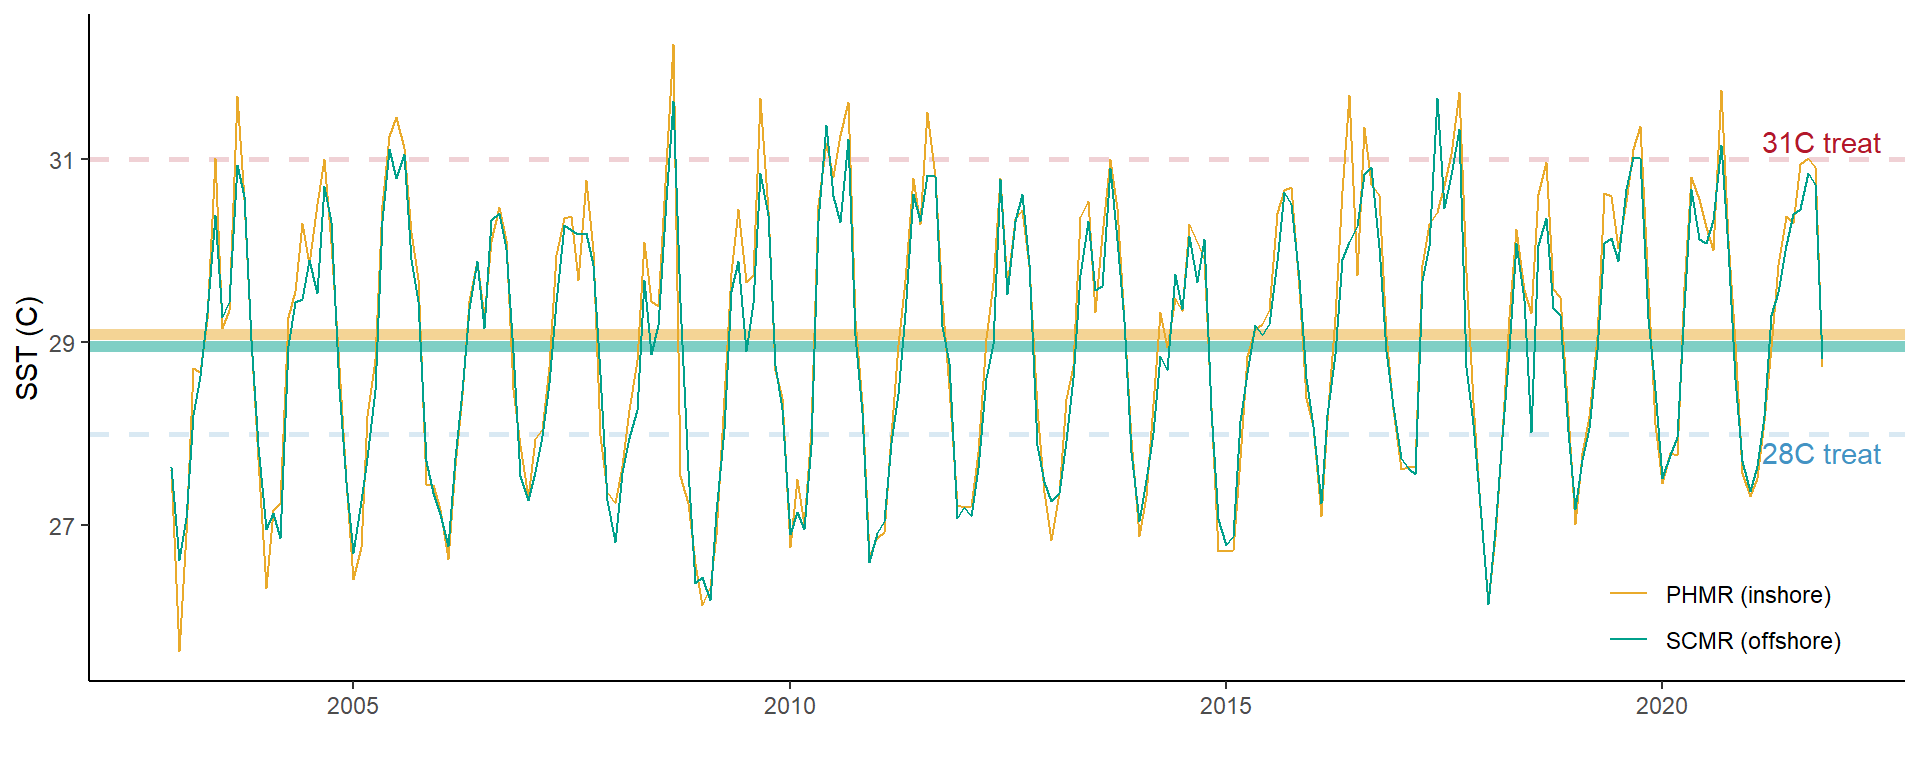 SST (C)
31
29
27
31C treat
28C treat
PHMR (inshore)
SCMR (offshore)
2005
2010
2015
2020